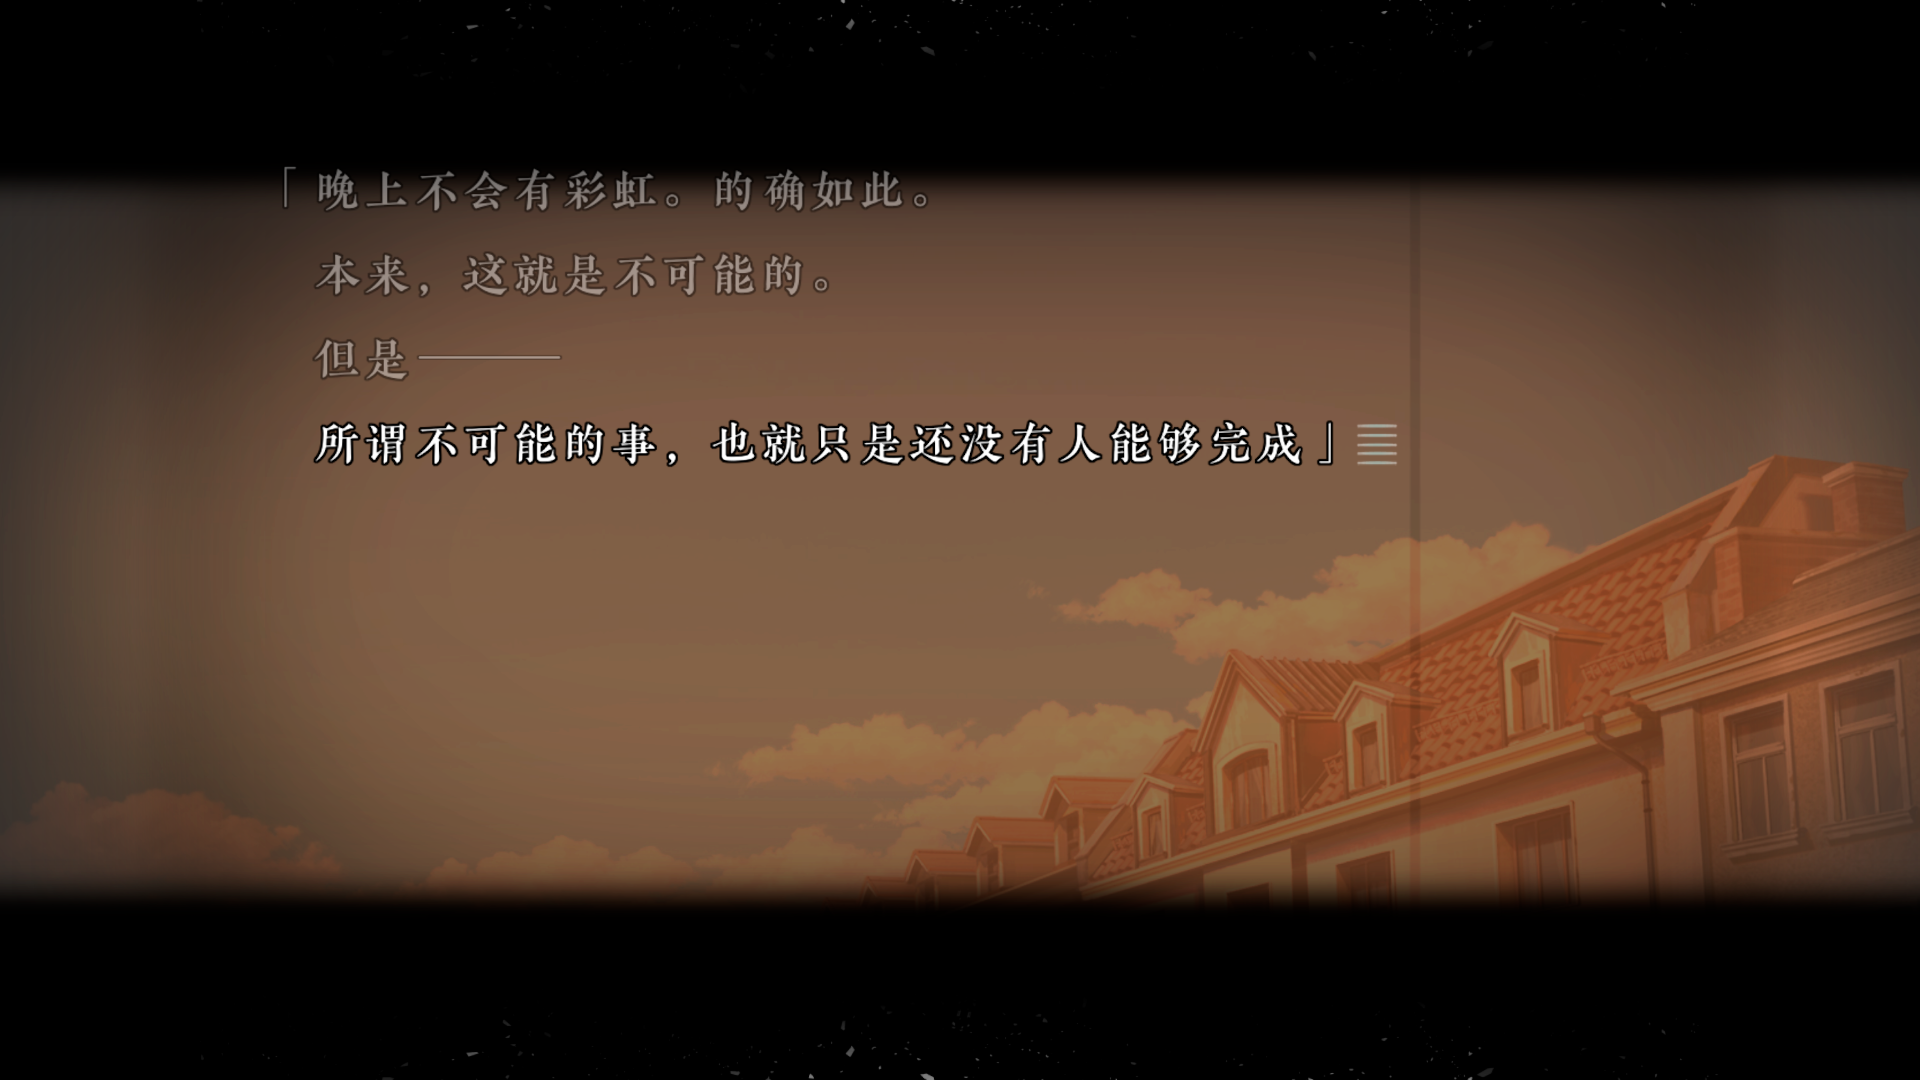 「晚上不会有彩虹。的确如此。
本来，这就是不可能的。
但是———
所谓不可能的事，也就只是还没有人能够完成」